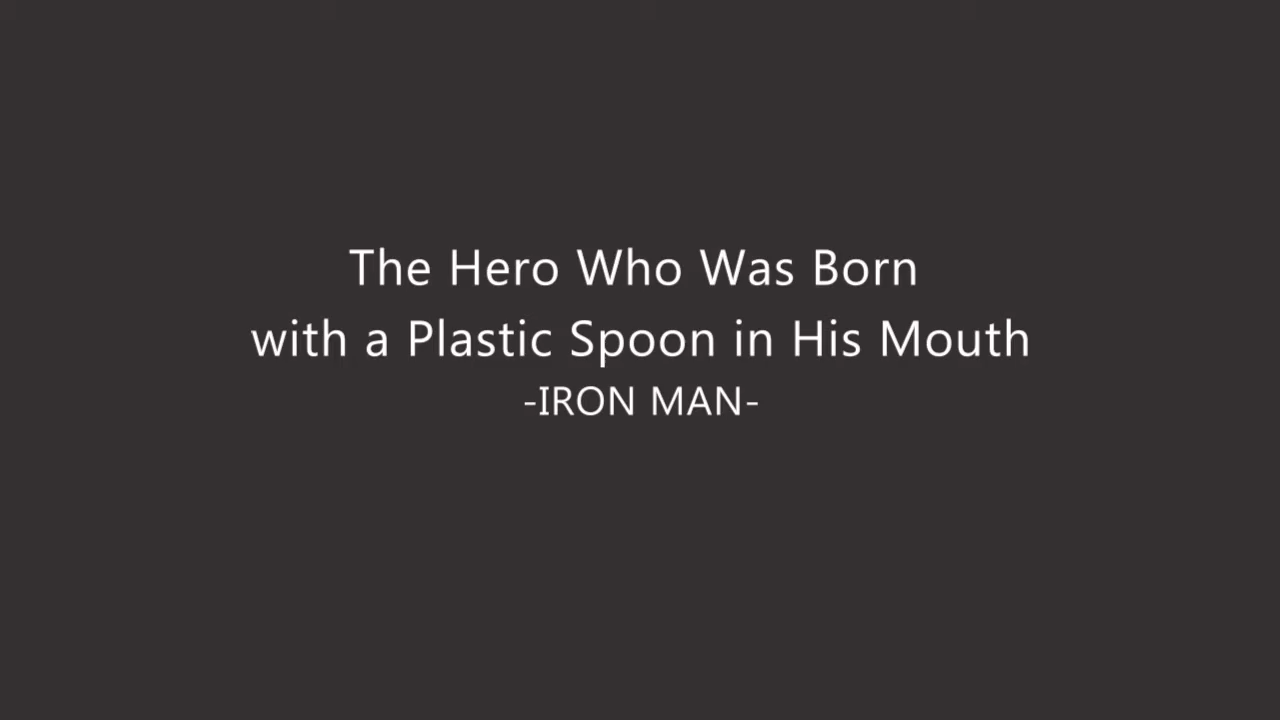 The Hero Who Was Born
with a Plastic Spoon in His Mouth
-IRON MAN-